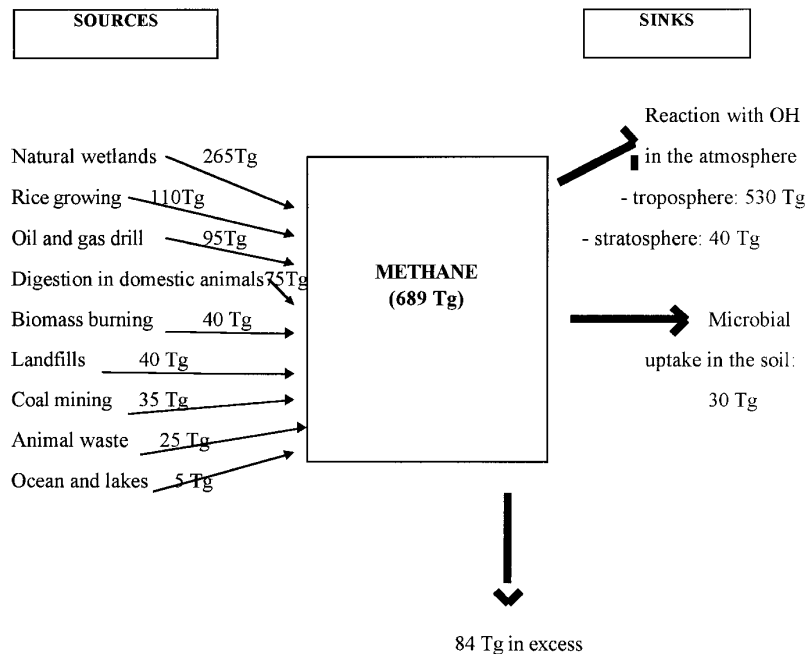 SOURCES
SINKS
Natural wetlands 265Tg
Rice growing 110Tg
Oil and gas drill 95Tg
Digestion in domestic animals 75Tg
Biomass burning 40 Tg
Landfills 40 Tg
Coal mining 35 Tg
Animal waste 25 Tg
Ocean and lakes 5 Tg
METHANE
(689 Tg)
Reaction with OH
in the atmosphere
- troposphere: 530 Tg
- stratosphere: 40 Tg
Microbial
uptake in the soil:
30 Tg
84 Tg in excess